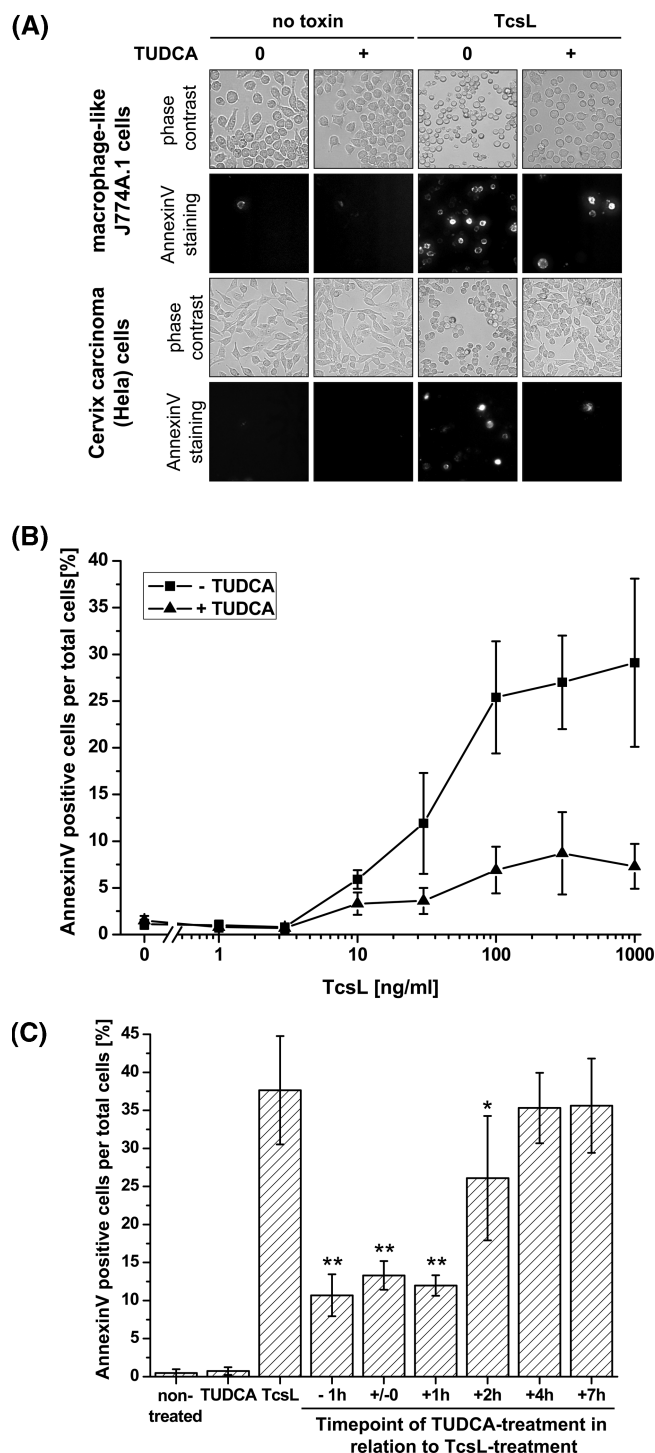 (A)
no toxin TcsL
TUDCA 0 + 0 +
macrophage-like
J774A.1 cells
phase
contrast
AnnexinV
staining
Cervix carcinoma
(Hela) cells
phase
contrast
AnnexinV
staining
(B)
AnnexinV positive cells per total cells[%]
40
35
30
25
20
15
10
5
0
- TUDCA
+ TUDCA
0 1 10 100 1000
TcsL [ng/ml]
(C)
AnnexinV positive cells per total cells [%]
45
40
35
30
25
20
15
10
5
0
** ** ** *
non-
treated
TUDCA TcsL - 1h +/-0 +1h +2h +4h +7h
Timepoint of TUDCA-treatment in
relation to TcsL-treatment